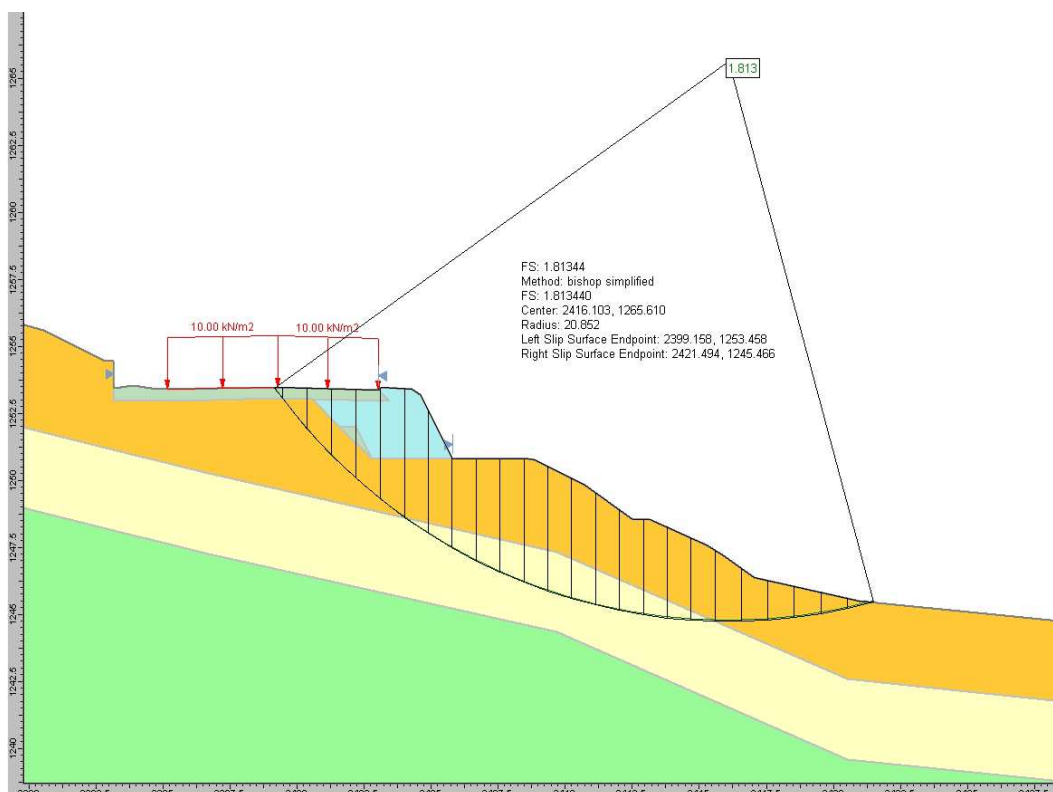 1.813
1265
1262.5
1260
1257.5
FS: 1.81344
Method: bishop simplified
FS: 1.813440
Center: 2416.103, 1265.610
Radius: 20.852
Left Slip Surface Endpoint: 2399.158, 1253.458
Right Slip Surface Endpoint: 2421.494, 1245.466
10.00 kN/m2 10.00 kN/m2
1255
1252.5
1250
1247.5
1245
1242.5
1240